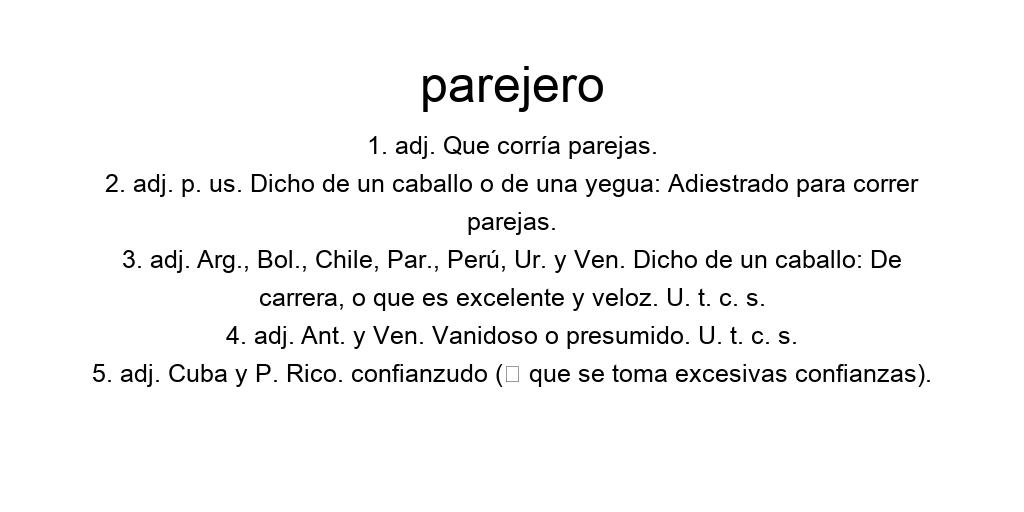 parejero
1. adj. Que corría parejas.
2. adj. p. us. Dicho de un caballo o de una yegua: Adiestrado para correr
parejas.
3. adj. Arg., Bol., Chile, Par., Perú, Ur. y Ven. Dicho de un caballo: De
carrera, o que es excelente y veloz. U. t. c. s.
4. adj. Ant. y Ven. Vanidoso o presumido. U. t. c. s.
5. adj. Cuba y P. Rico. confianzudo (□ que se toma excesivas confianzas).